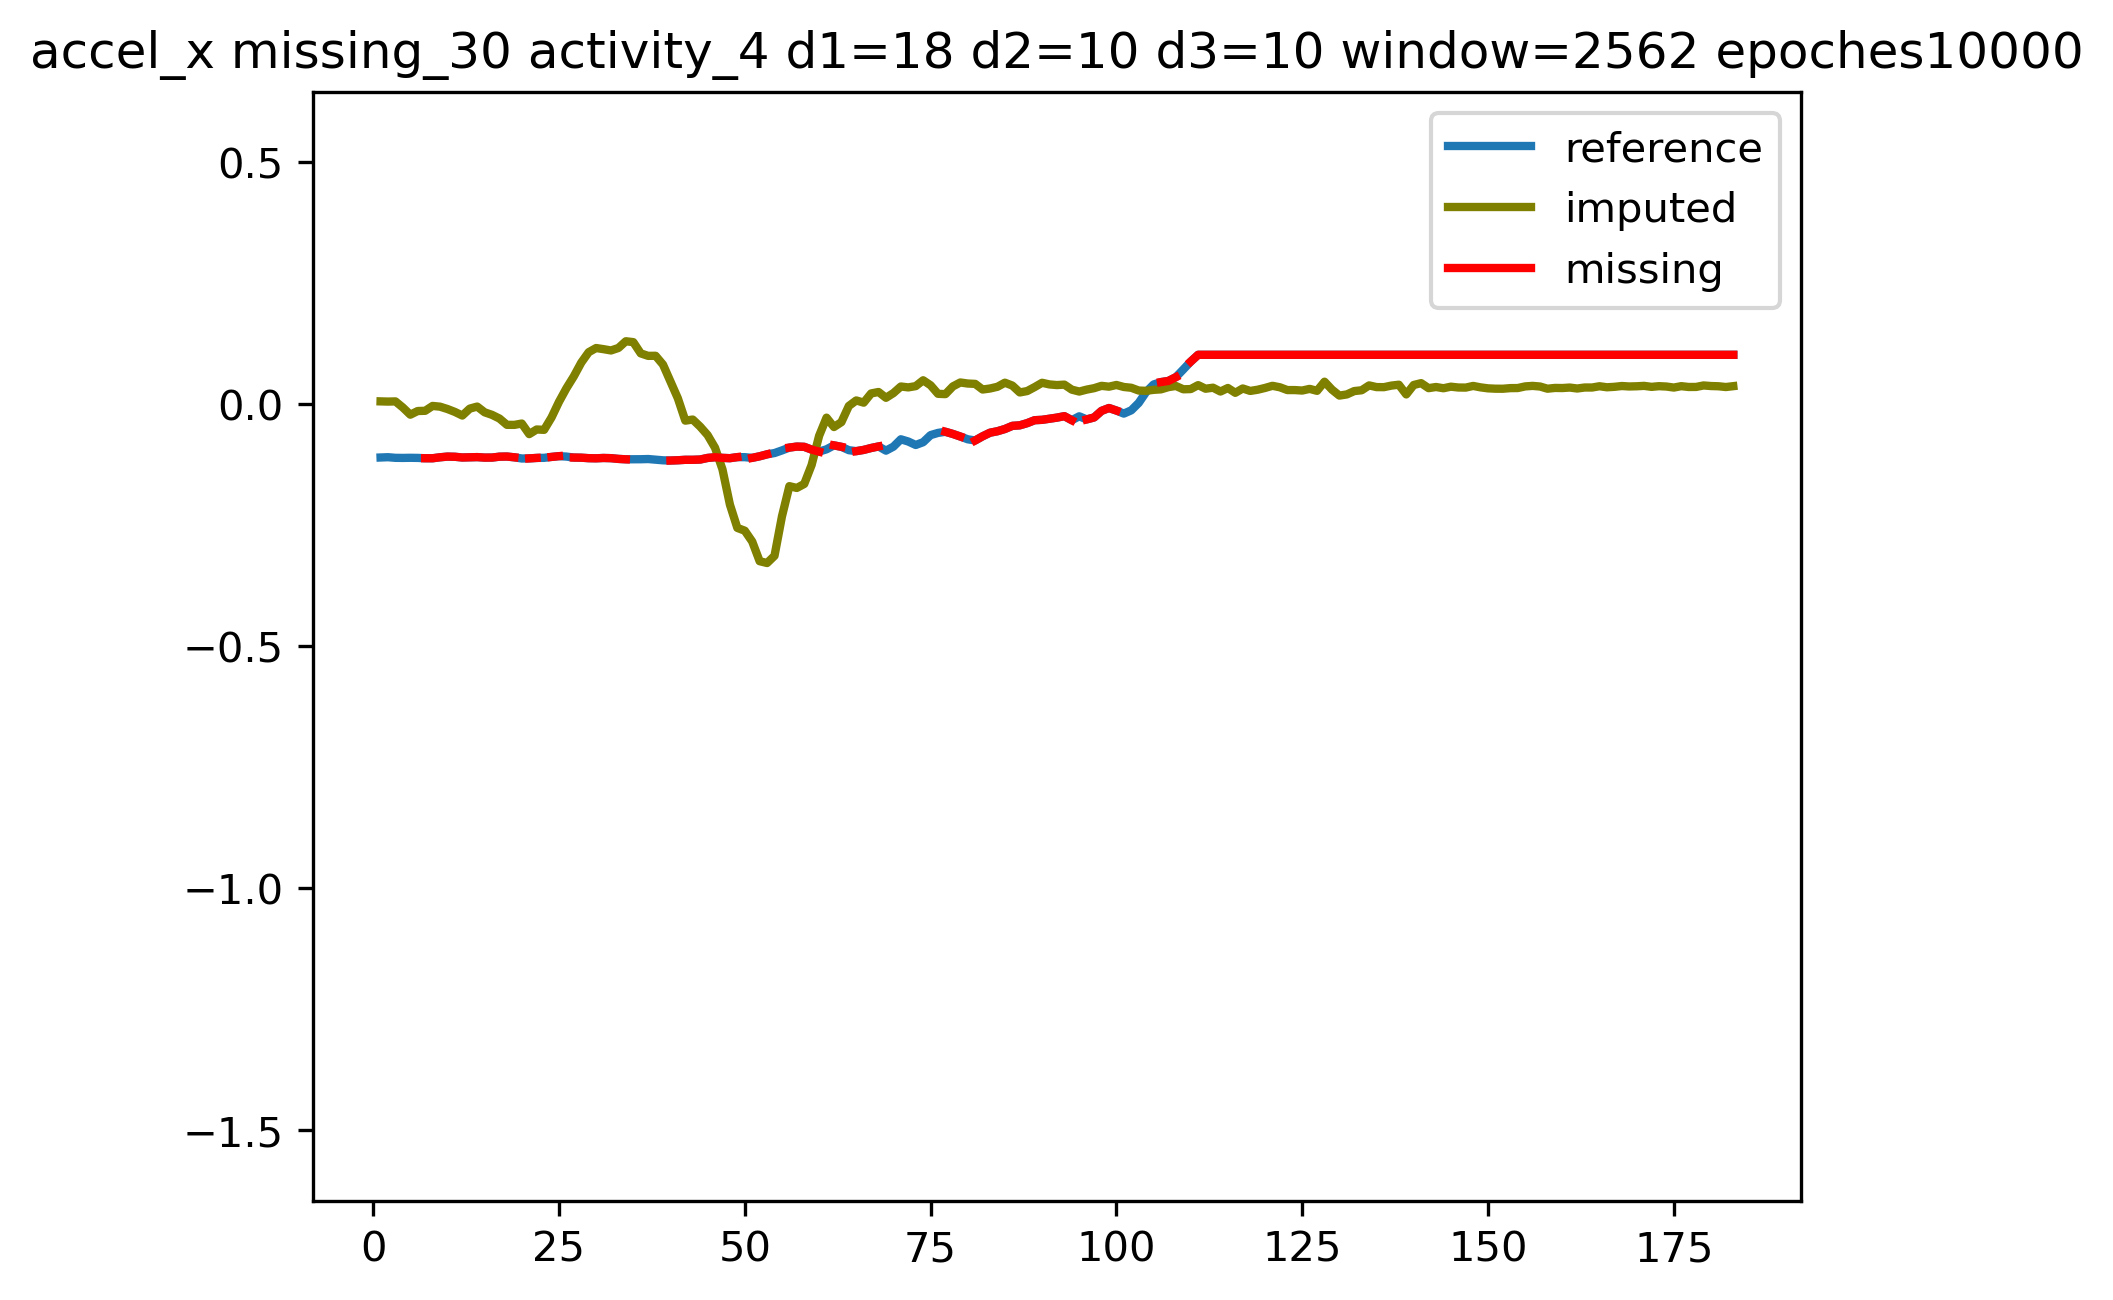 accel_x missing_30 activity_4 d1=18 d2=10 d3=10 window=2562 epoches10000
reference
imputed
missing
0.5
0.0
−0.5
−1.0
−1.5
0 25 50 75 100 125 150 175